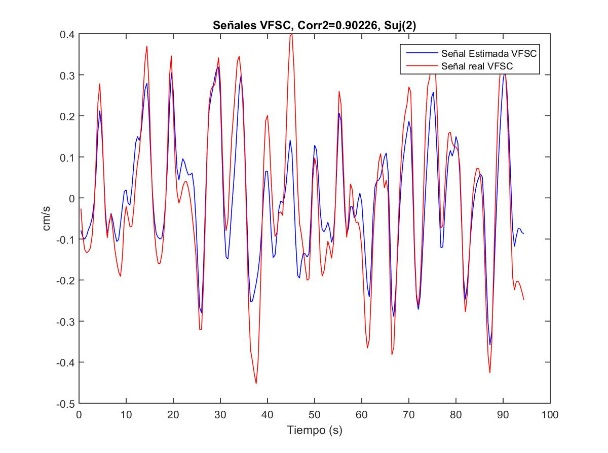 Señales VFSC, Corr2=0.90226, Suj(2)
Señal Estimada VFSC
Señal real VFSC
0.4
0.3
0.2
0.1
0
-0.1
-0.2
-0.3
-0.4
-0.5
cm/s
0 10 20 30 40 50 60 70 80 90 100
Tiempo (s)